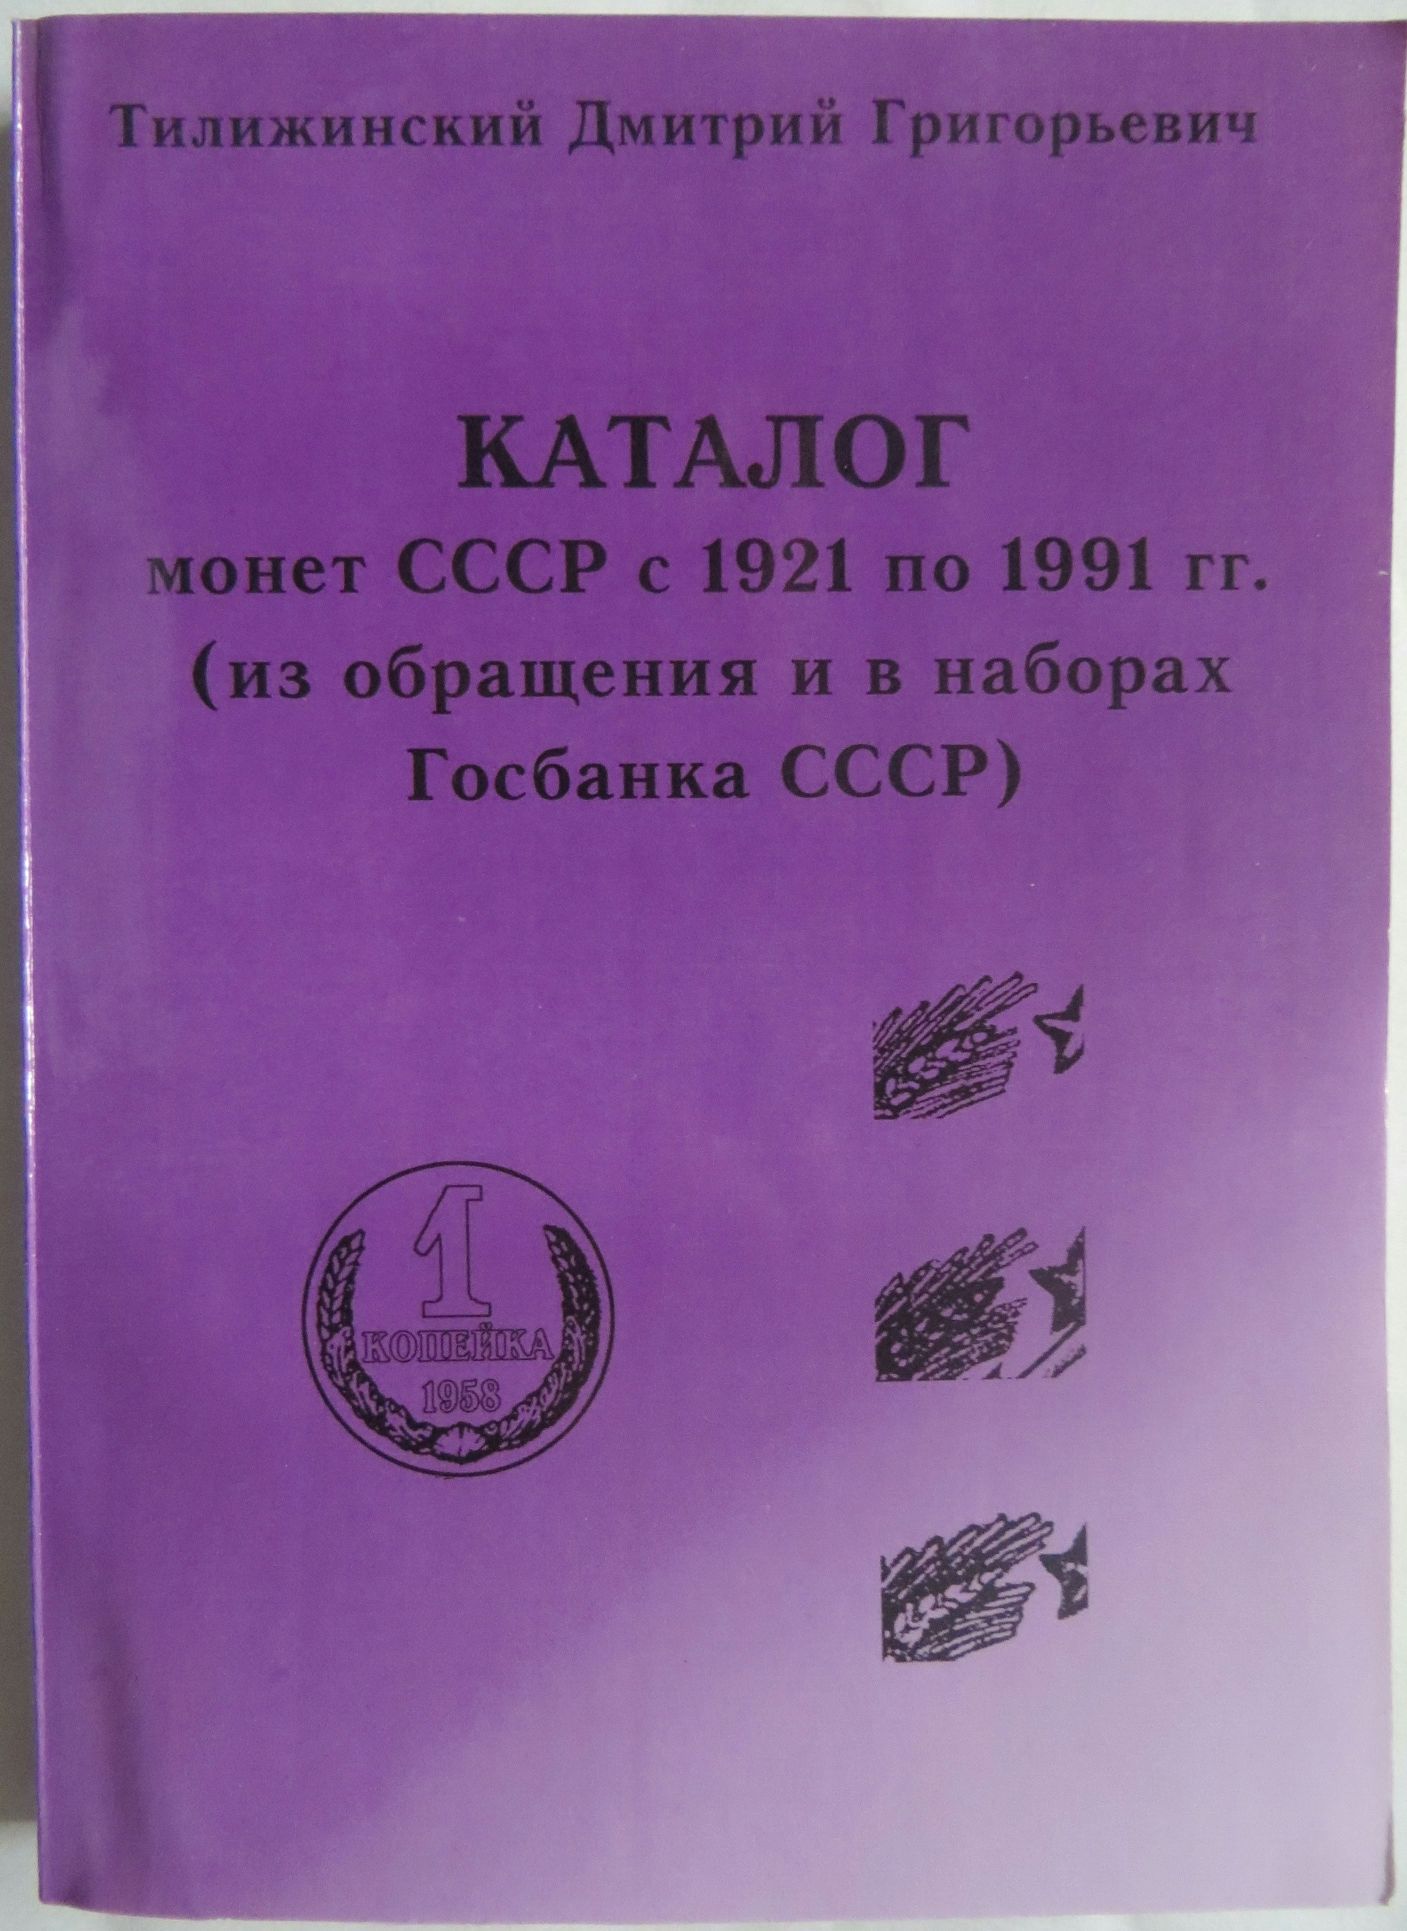 Тилижинский Дмитрий Григорьевич
КАТАЛОГ
монет СССР с 1921 по 1991 гг.
(из обращения и в наборах
Госбанка СССР)
1
КОПЕЙКА
1958